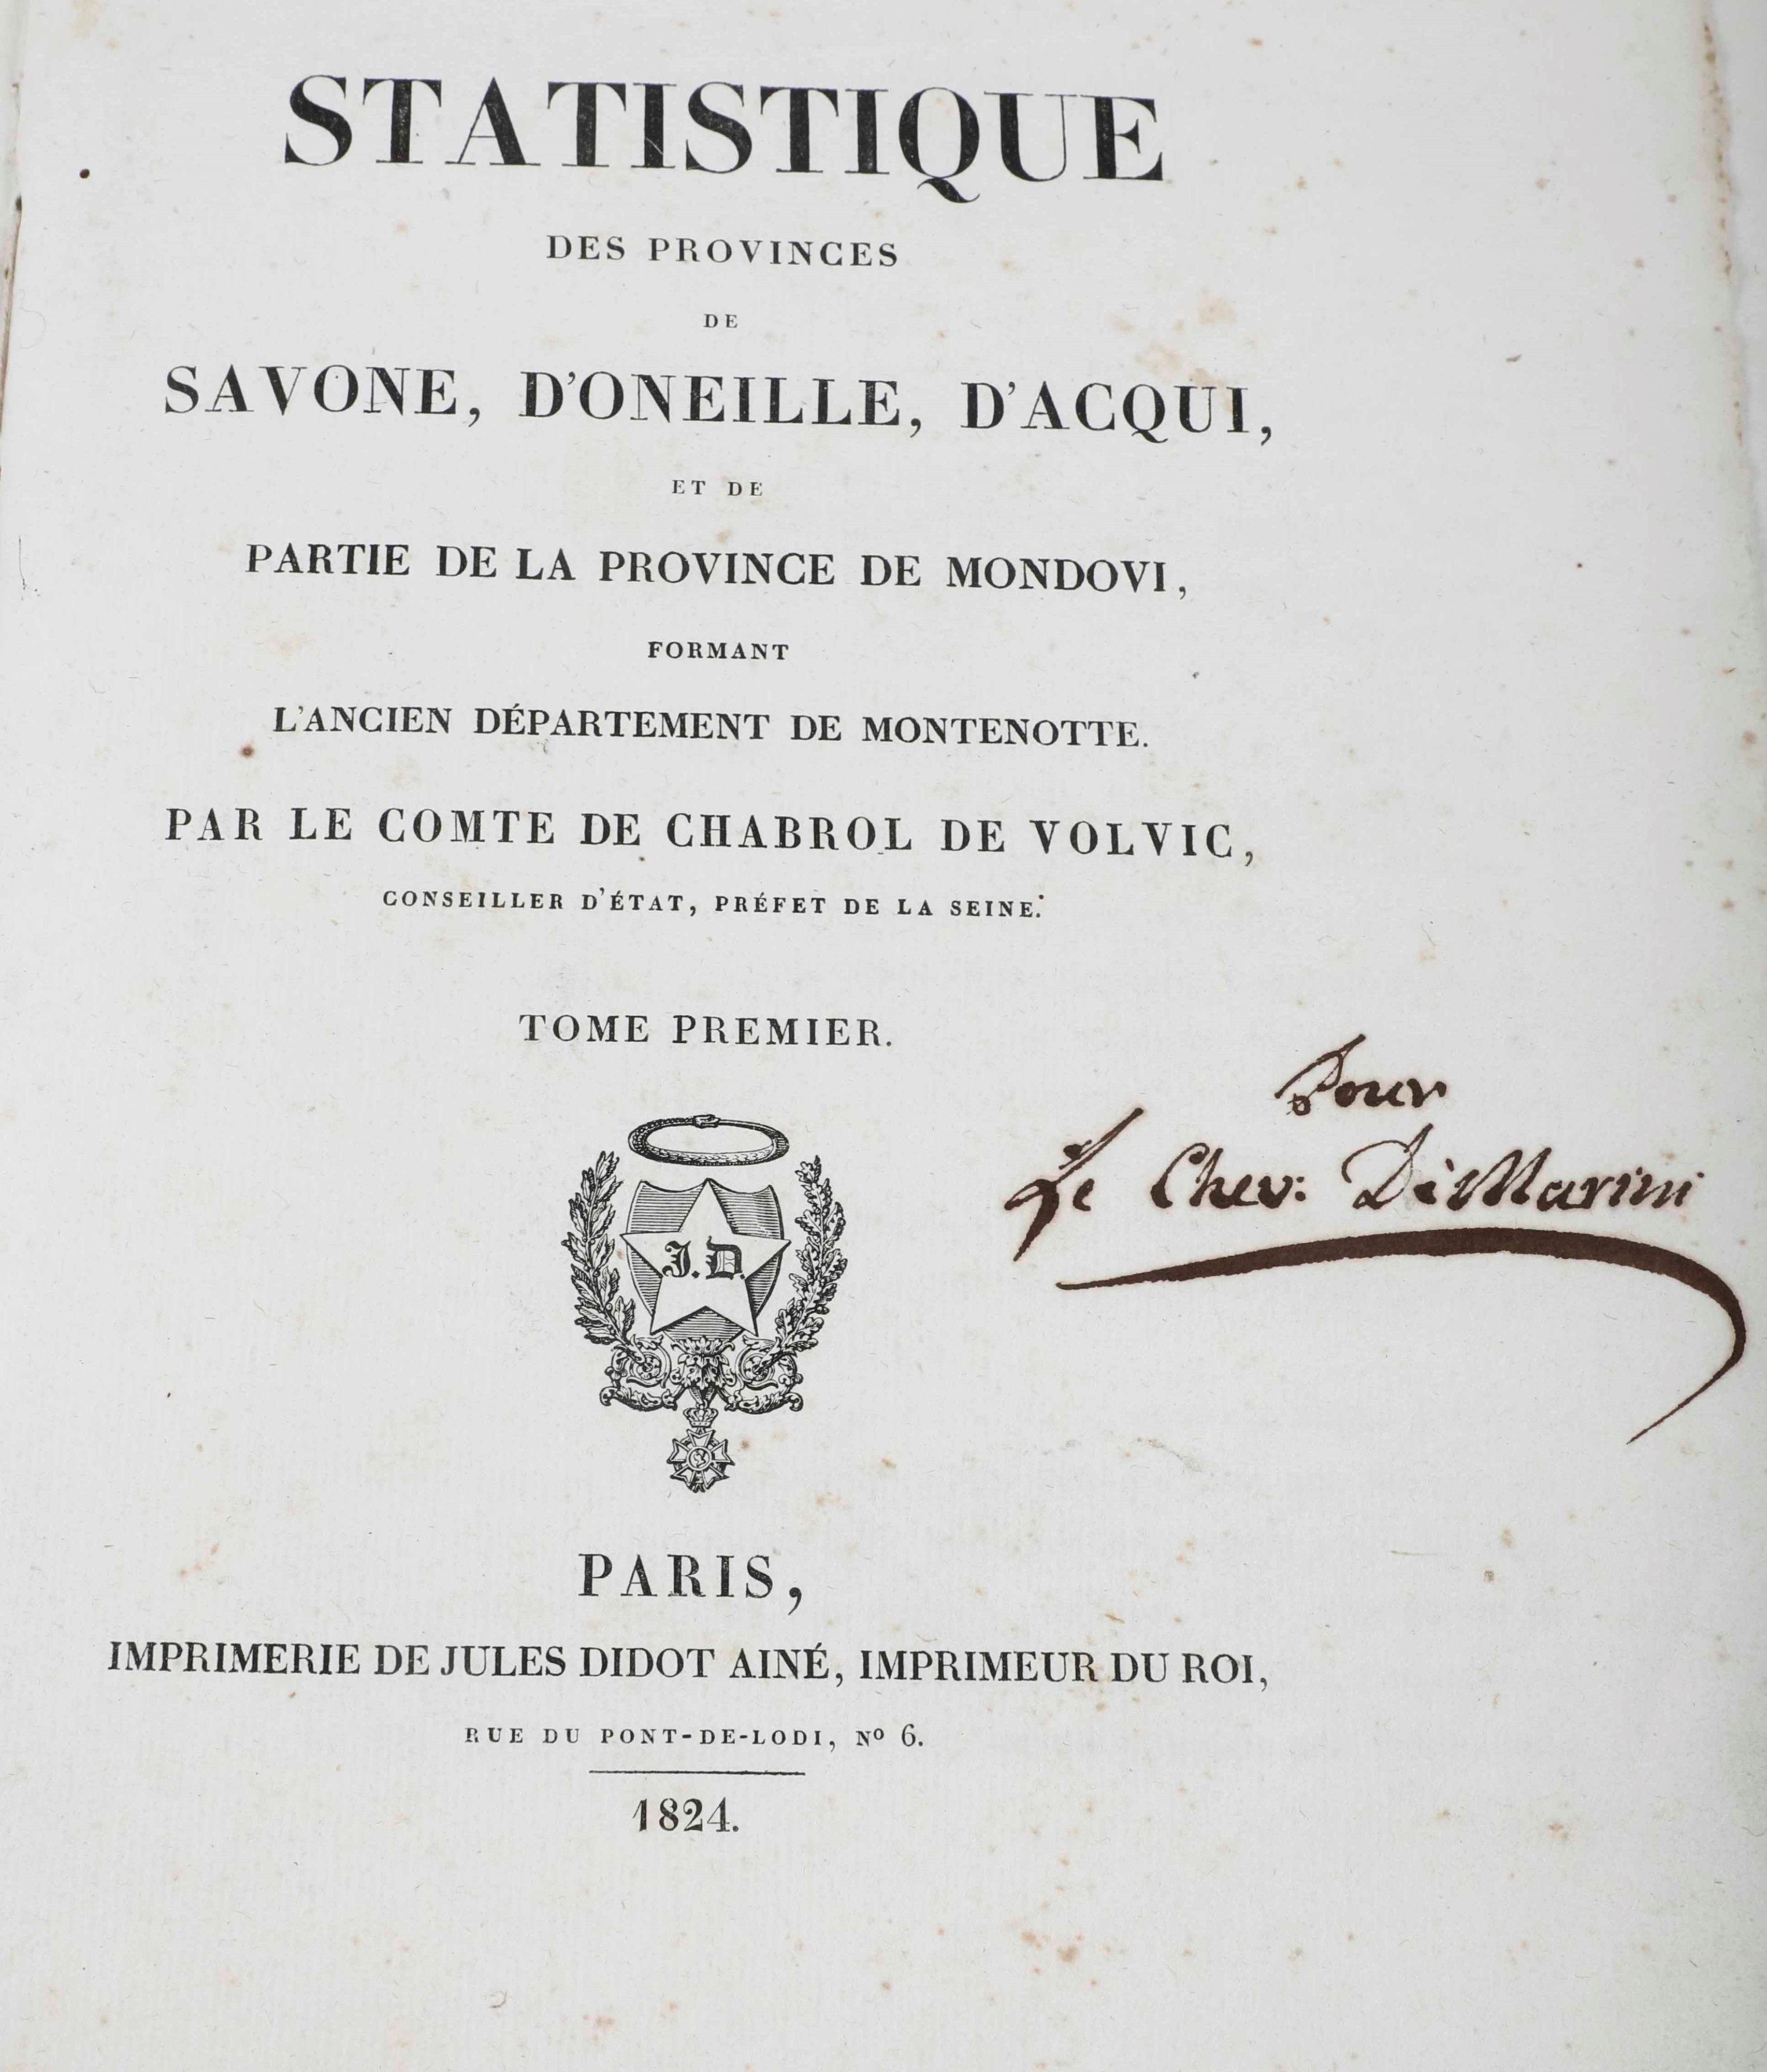 STATISTIQUE
DES PROVINCES
DE
SAVONE, D'ONEILLE, D'ACQUI,
ET DE
PARTIE DE LA PROVINCE DE MONDOVI,
FORMANT
L'ANCIEN DÉPARTEMENT DE MONTENOTTE.
PAR LE COMTE DE CHABROL DE VOLVIC,
CONSEILLER D'ÉTAT, PRÉFET DE LA SEINE.
TOME PREMIER.
Pour
Le Chev: DeMarini
J. D.
PARIS,
IMPRIMERIE DE JULES DIDOT AINÉ, IMPRIMEUR DU ROI,
RUE DU PONT-DE-LODI, Nº 6.
1824.